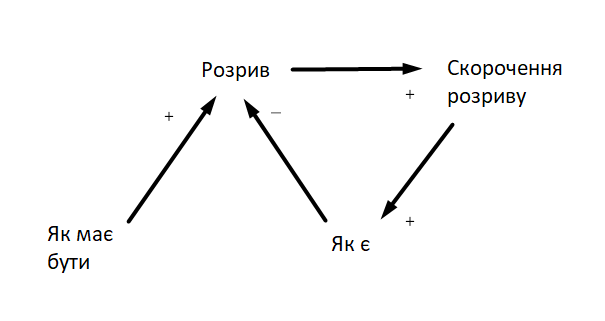 Розрив
Скорочення
розриву
+
+
–
Як має
бути
Як є
+